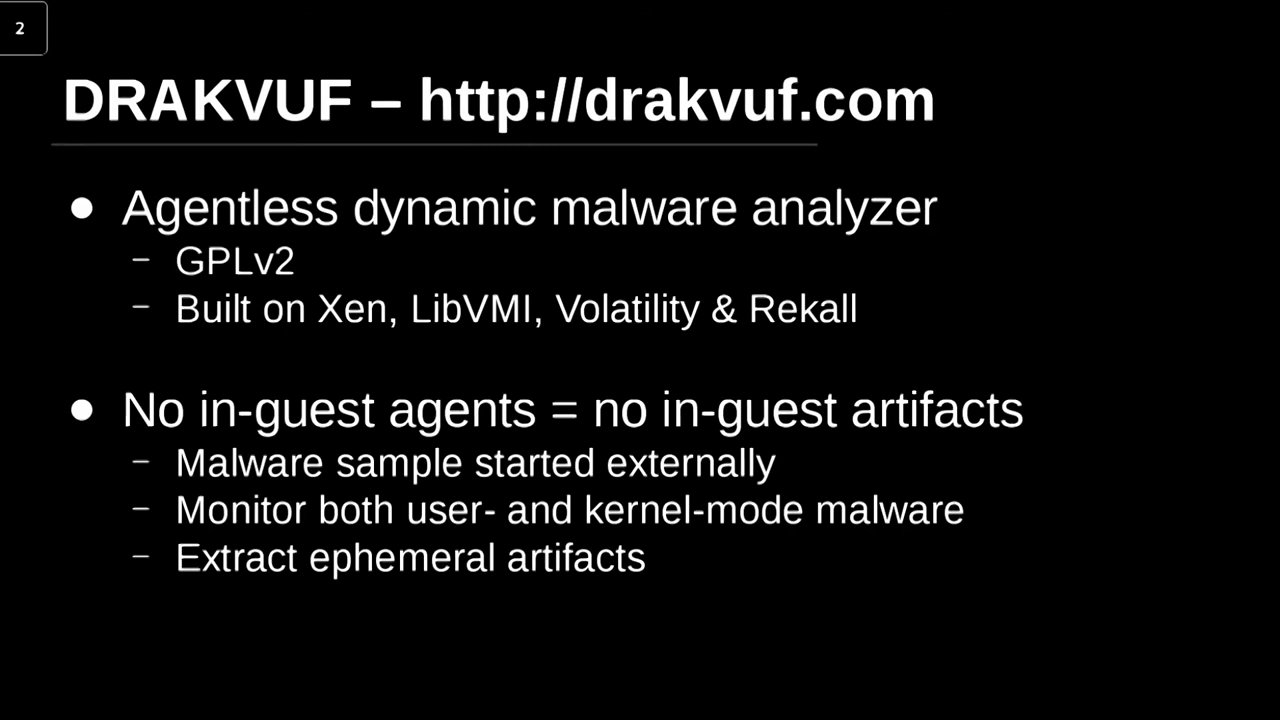 2
DRAKVUF – http://drakvuf.com
● Agentless dynamic malware analyzer
– GPLv2
– Built on Xen, LibVMI, Volatility & Rekall
● No in-guest agents = no in-guest artifacts
– Malware sample started externally
– Monitor both user- and kernel-mode malware
– Extract ephemeral artifacts